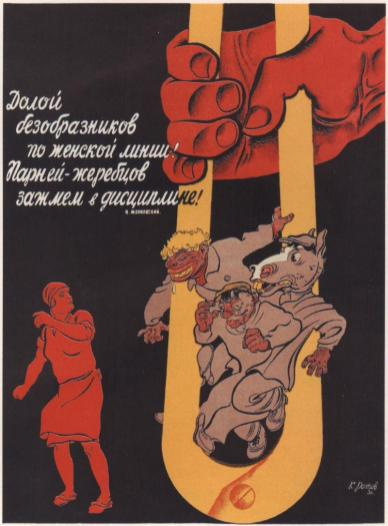 Долой
безобразников
по женской линии!
Парней-жеребцов
зажмем в дисциплине!
В. МАЯКОВСКИЙ.
К. Ротов